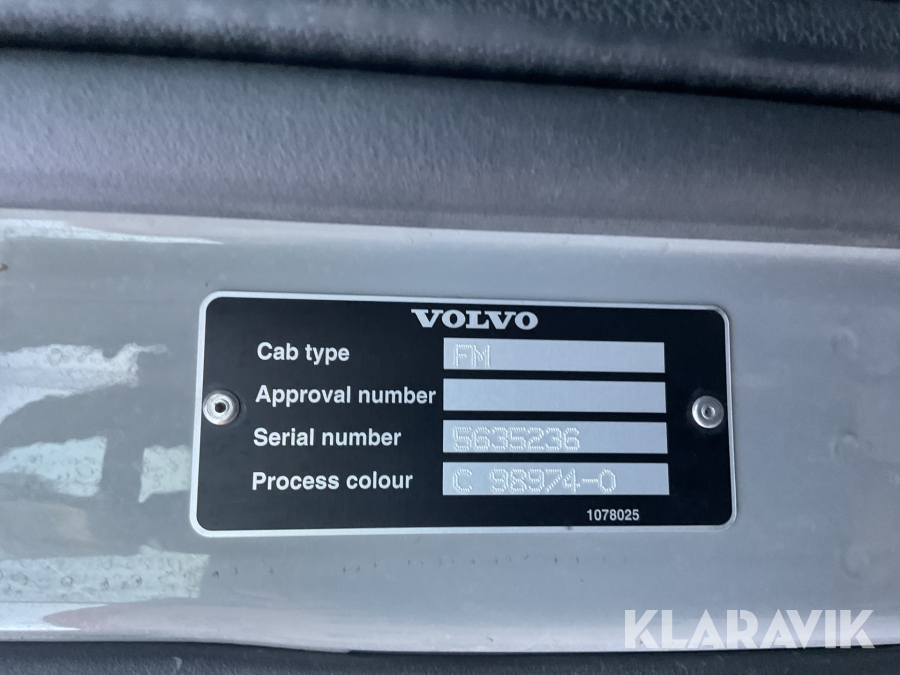 VOLVO
Cab type FM
Approval number
Serial number 5635236
Process colour C 98974-0
1078025
KLARAVIK